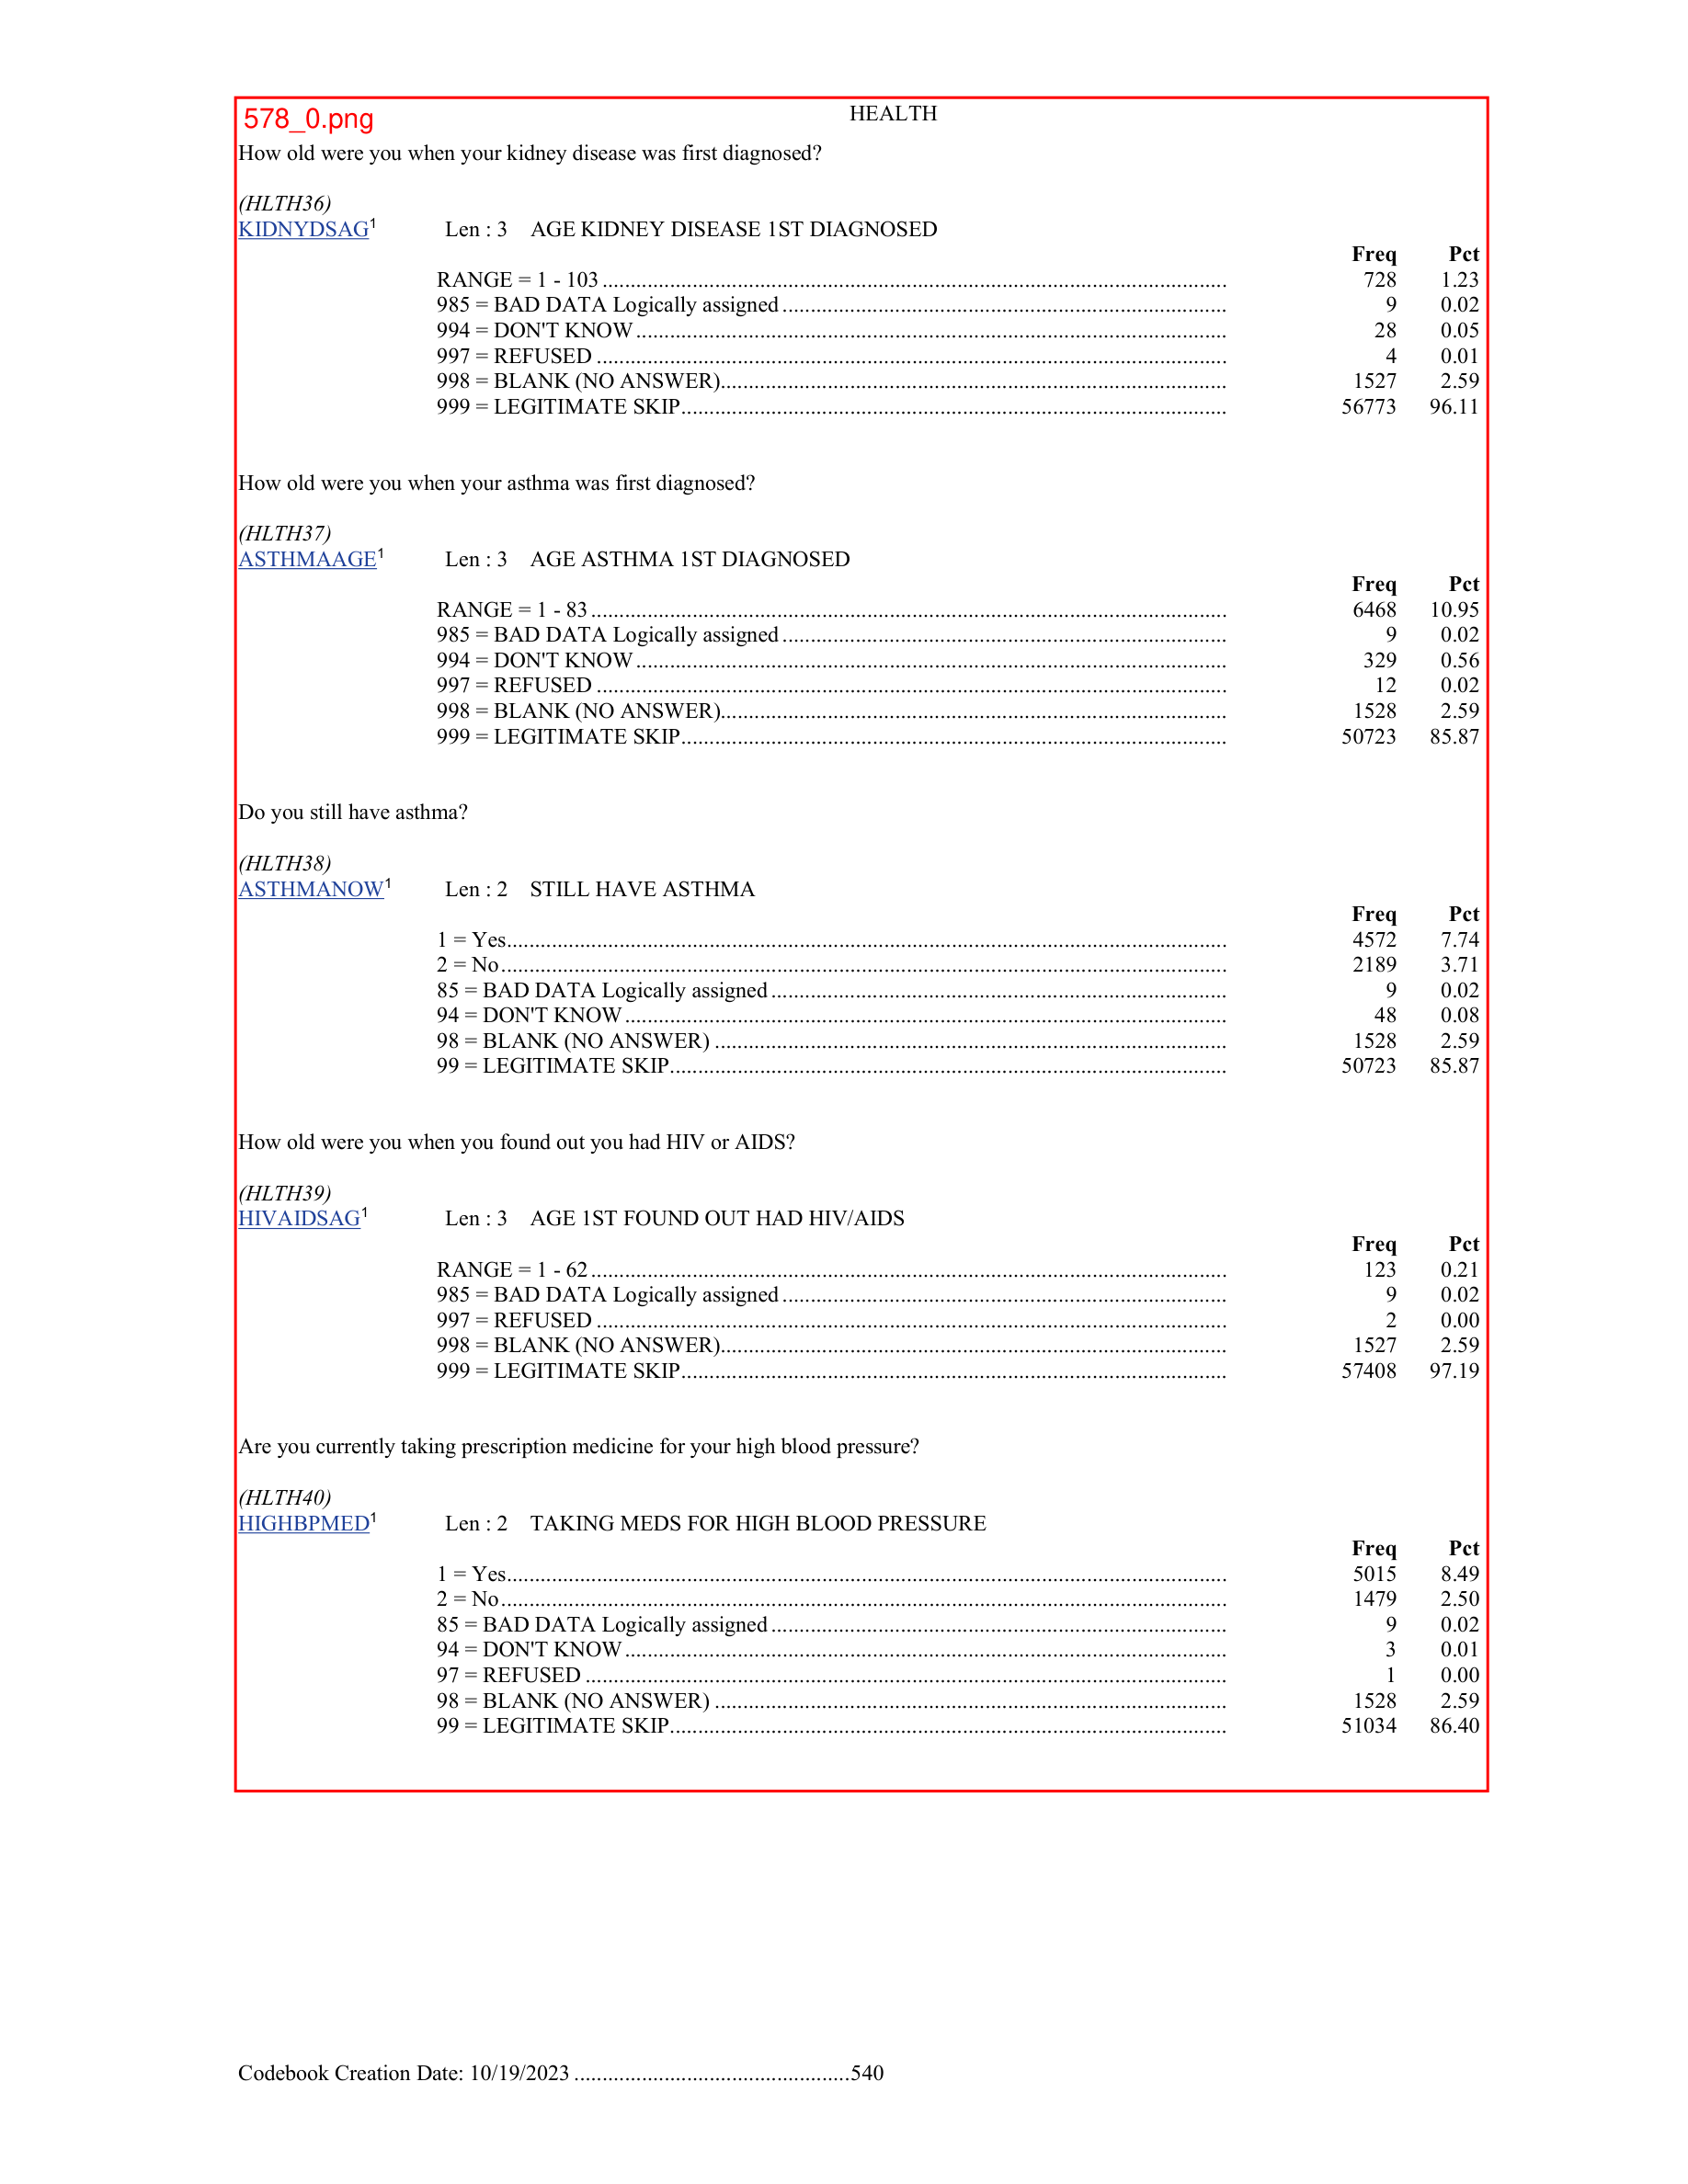 578_0.png
HEALTH
How old were you when your kidney disease was first diagnosed?
(HLTH36)
KIDNYDSAG1 Len : 3 AGE KIDNEY DISEASE 1ST DIAGNOSED
Freq Pct
RANGE = 1 - 103 ............ 728 1.23
985 = BAD DATA Logically assigned ............ 9 0.02
994 = DON'T KNOW ............ 28 0.05
997 = REFUSED ............ 4 0.01
998 = BLANK (NO ANSWER)............ 1527 2.59
999 = LEGITIMATE SKIP............ 56773 96.11
How old were you when your asthma was first diagnosed?
(HLTH37)
ASTHMAAGE1 Len : 3 AGE ASTHMA 1ST DIAGNOSED
Freq Pct
RANGE = 1 - 83 ............ 6468 10.95
985 = BAD DATA Logically assigned ............ 9 0.02
994 = DON'T KNOW ............ 329 0.56
997 = REFUSED ............ 12 0.02
998 = BLANK (NO ANSWER)............ 1528 2.59
999 = LEGITIMATE SKIP............ 50723 85.87
Do you still have asthma?
(HLTH38)
ASTHMANOW1 Len : 2 STILL HAVE ASTHMA
Freq Pct
1 = Yes............ 4572 7.74
2 = No............ 2189 3.71
85 = BAD DATA Logically assigned ............ 9 0.02
94 = DON'T KNOW ............ 48 0.08
98 = BLANK (NO ANSWER) ............ 1528 2.59
99 = LEGITIMATE SKIP............ 50723 85.87
How old were you when you found out you had HIV or AIDS?
(HLTH39)
HIVAIDSAG1 Len : 3 AGE 1ST FOUND OUT HAD HIV/AIDS
Freq Pct
RANGE = 1 - 62 ............ 123 0.21
985 = BAD DATA Logically assigned ............ 9 0.02
997 = REFUSED ............ 2 0.00
998 = BLANK (NO ANSWER)............ 1527 2.59
999 = LEGITIMATE SKIP............ 57408 97.19
Are you currently taking prescription medicine for your high blood pressure?
(HLTH40)
HIGHBPMED1 Len : 2 TAKING MEDS FOR HIGH BLOOD PRESSURE
Freq Pct
1 = Yes............ 5015 8.49
2 = No............ 1479 2.50
85 = BAD DATA Logically assigned ............ 9 0.02
94 = DON'T KNOW ............ 3 0.01
97 = REFUSED ............ 1 0.00
98 = BLANK (NO ANSWER) ............ 1528 2.59
99 = LEGITIMATE SKIP............ 51034 86.40
Codebook Creation Date: 10/19/2023 ............540